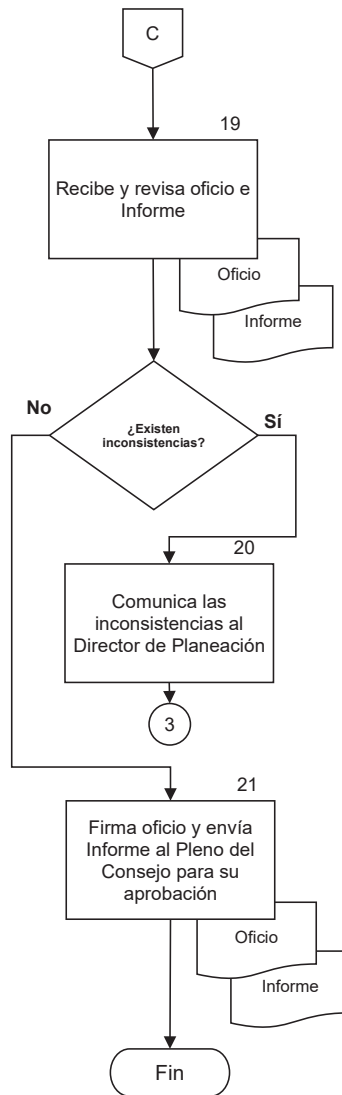 C
19
Recibe y revisa oficio e
Informe
Oficio
Informe
¿Existen
inconsistencias?
No
Sí
20
Comunica las
inconsistencias al
Director de Planeación
3
21
Firma oficio y envía
Informe al Pleno del
Consejo para su
aprobación
Oficio
Informe
Fin